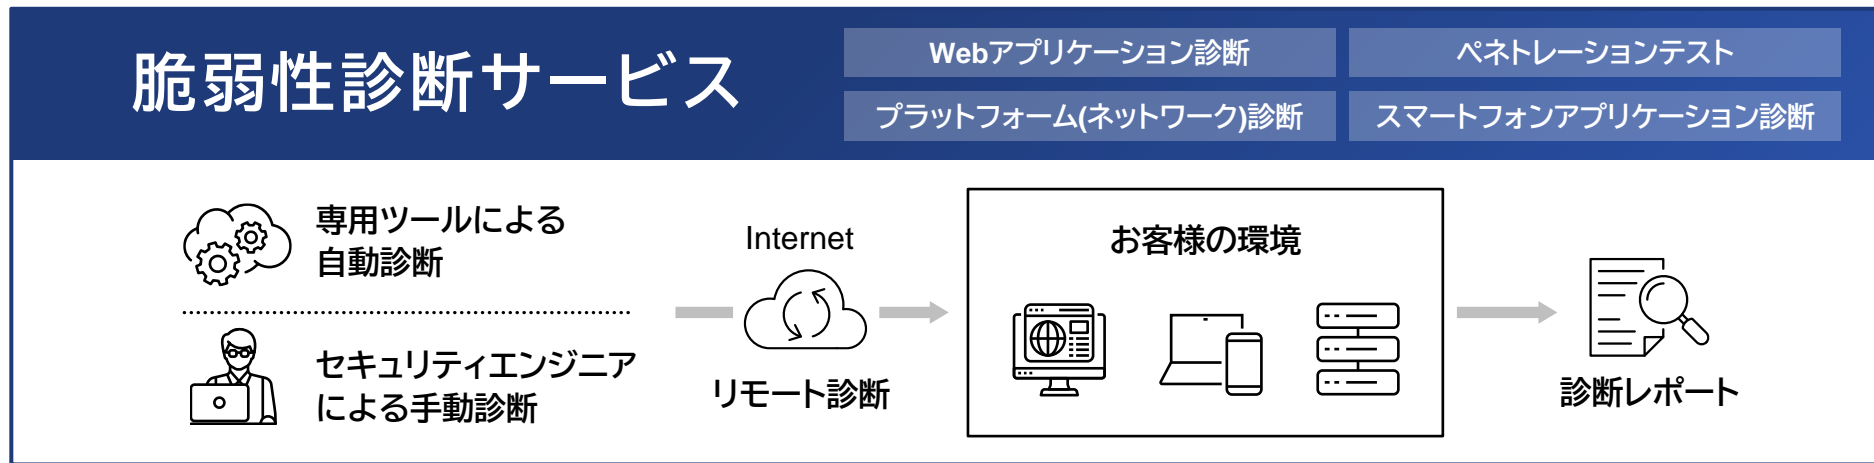 脆弱性診断サービス
Webアプリケーション診断
ペネトレーションテスト
プラットフォーム(ネットワーク)診断
スマートフォンアプリケーション診断
専用ツールによる
自動診断
セキュリティエンジニア
による手動診断
Internet
リモート診断
お客様の環境
診断レポート